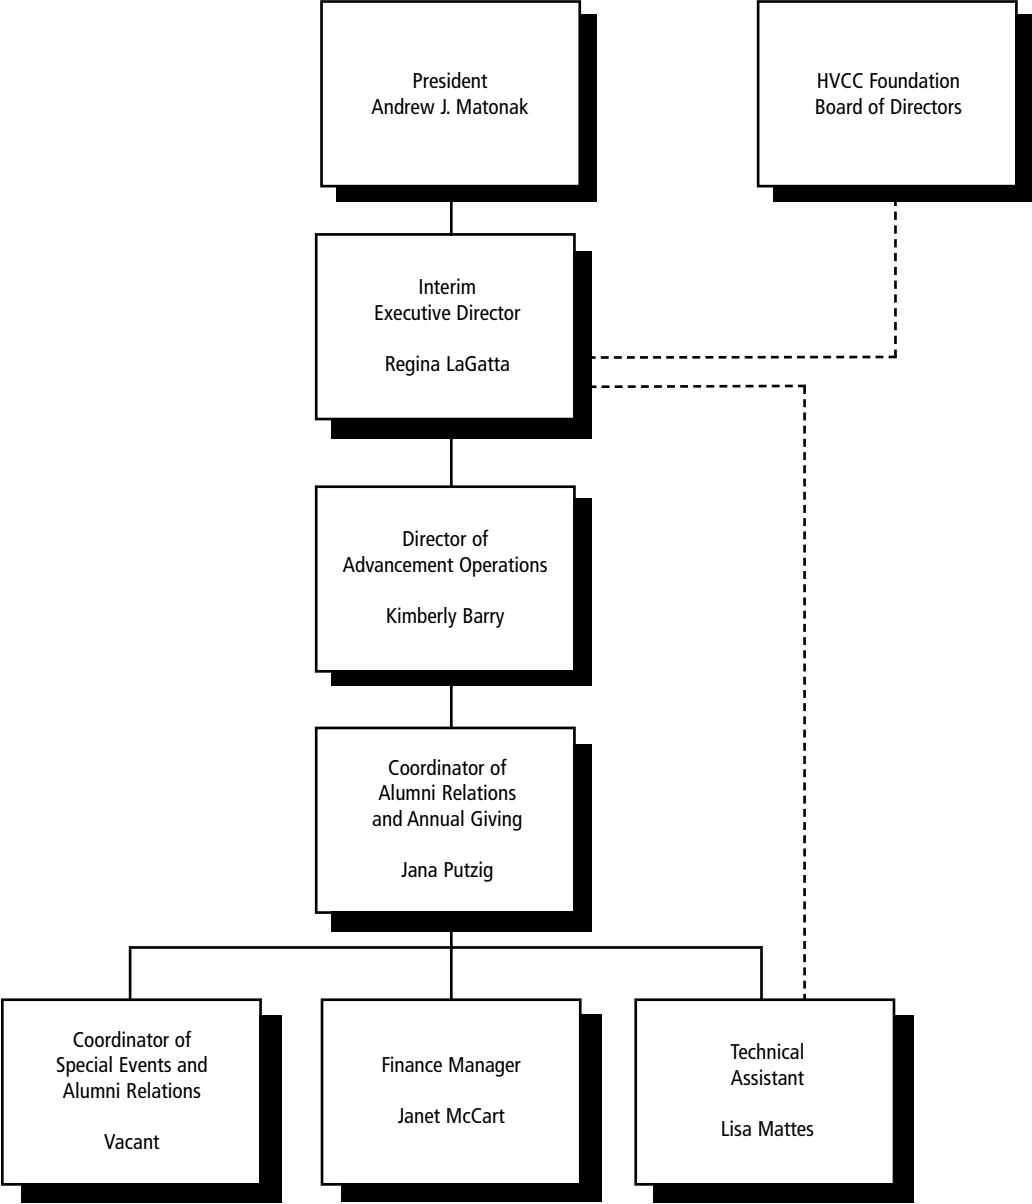 President
Andrew J. Matonak
HVCC Foundation
Board of Directors
Interim
Executive Director
Regina LaGatta
Director of
Advancement Operations
Kimberly Barry
Coordinator of
Alumni Relations
and Annual Giving
Jana Putzig
Coordinator of
Special Events and
Alumni Relations
Vacant
Finance Manager
Janet McCart
Technical
Assistant
Lisa Mattes